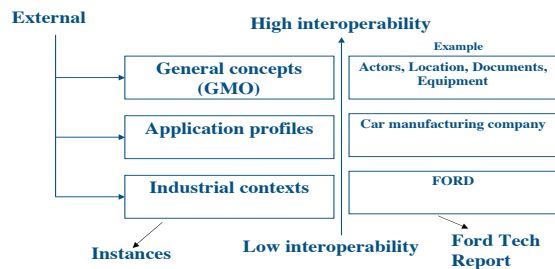 External
High interoperability
Example
General concepts
(GMO)
Actors, Location, Documents,
Equipment
Application profiles
Car manufacturing company
Industrial contexts
FORD
Instances
Low interoperability
Ford Tech
Report